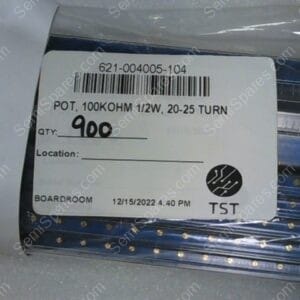 621-004005-104
POT, 100KOHM 1/2W, 20-25 TURN
QTY: 900
Location:
BOARDROOM 12/15/2022 4:40 PM
TST